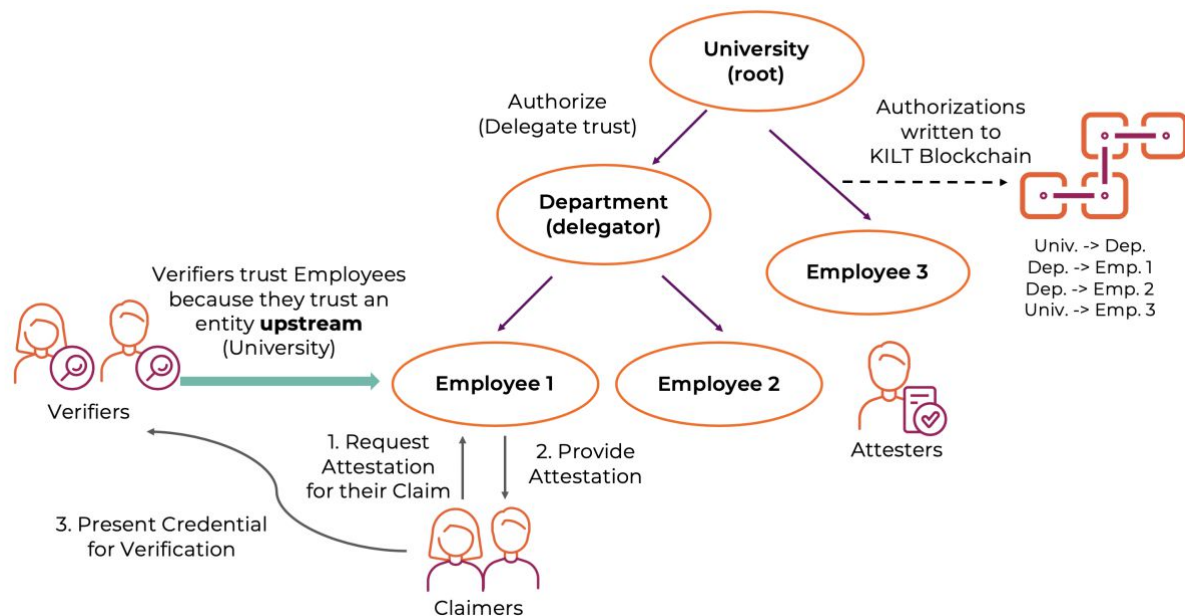 University
(root)
Authorize
(Delegate trust)
Authorizations
written to
KILT Blockchain
Department
(delegator)
Employee 3
Univ. -> Dep.
Dep. -> Emp. 1
Dep. -> Emp. 2
Univ. -> Emp. 3
Verifiers trust Employees
because they trust an
entity upstream
(University)
Verifiers
Employee 1
Employee 2
Attesters
1. Request
Attestation
for their Claim
2. Provide
Attestation
3. Present Credential
for Verification
Claimers